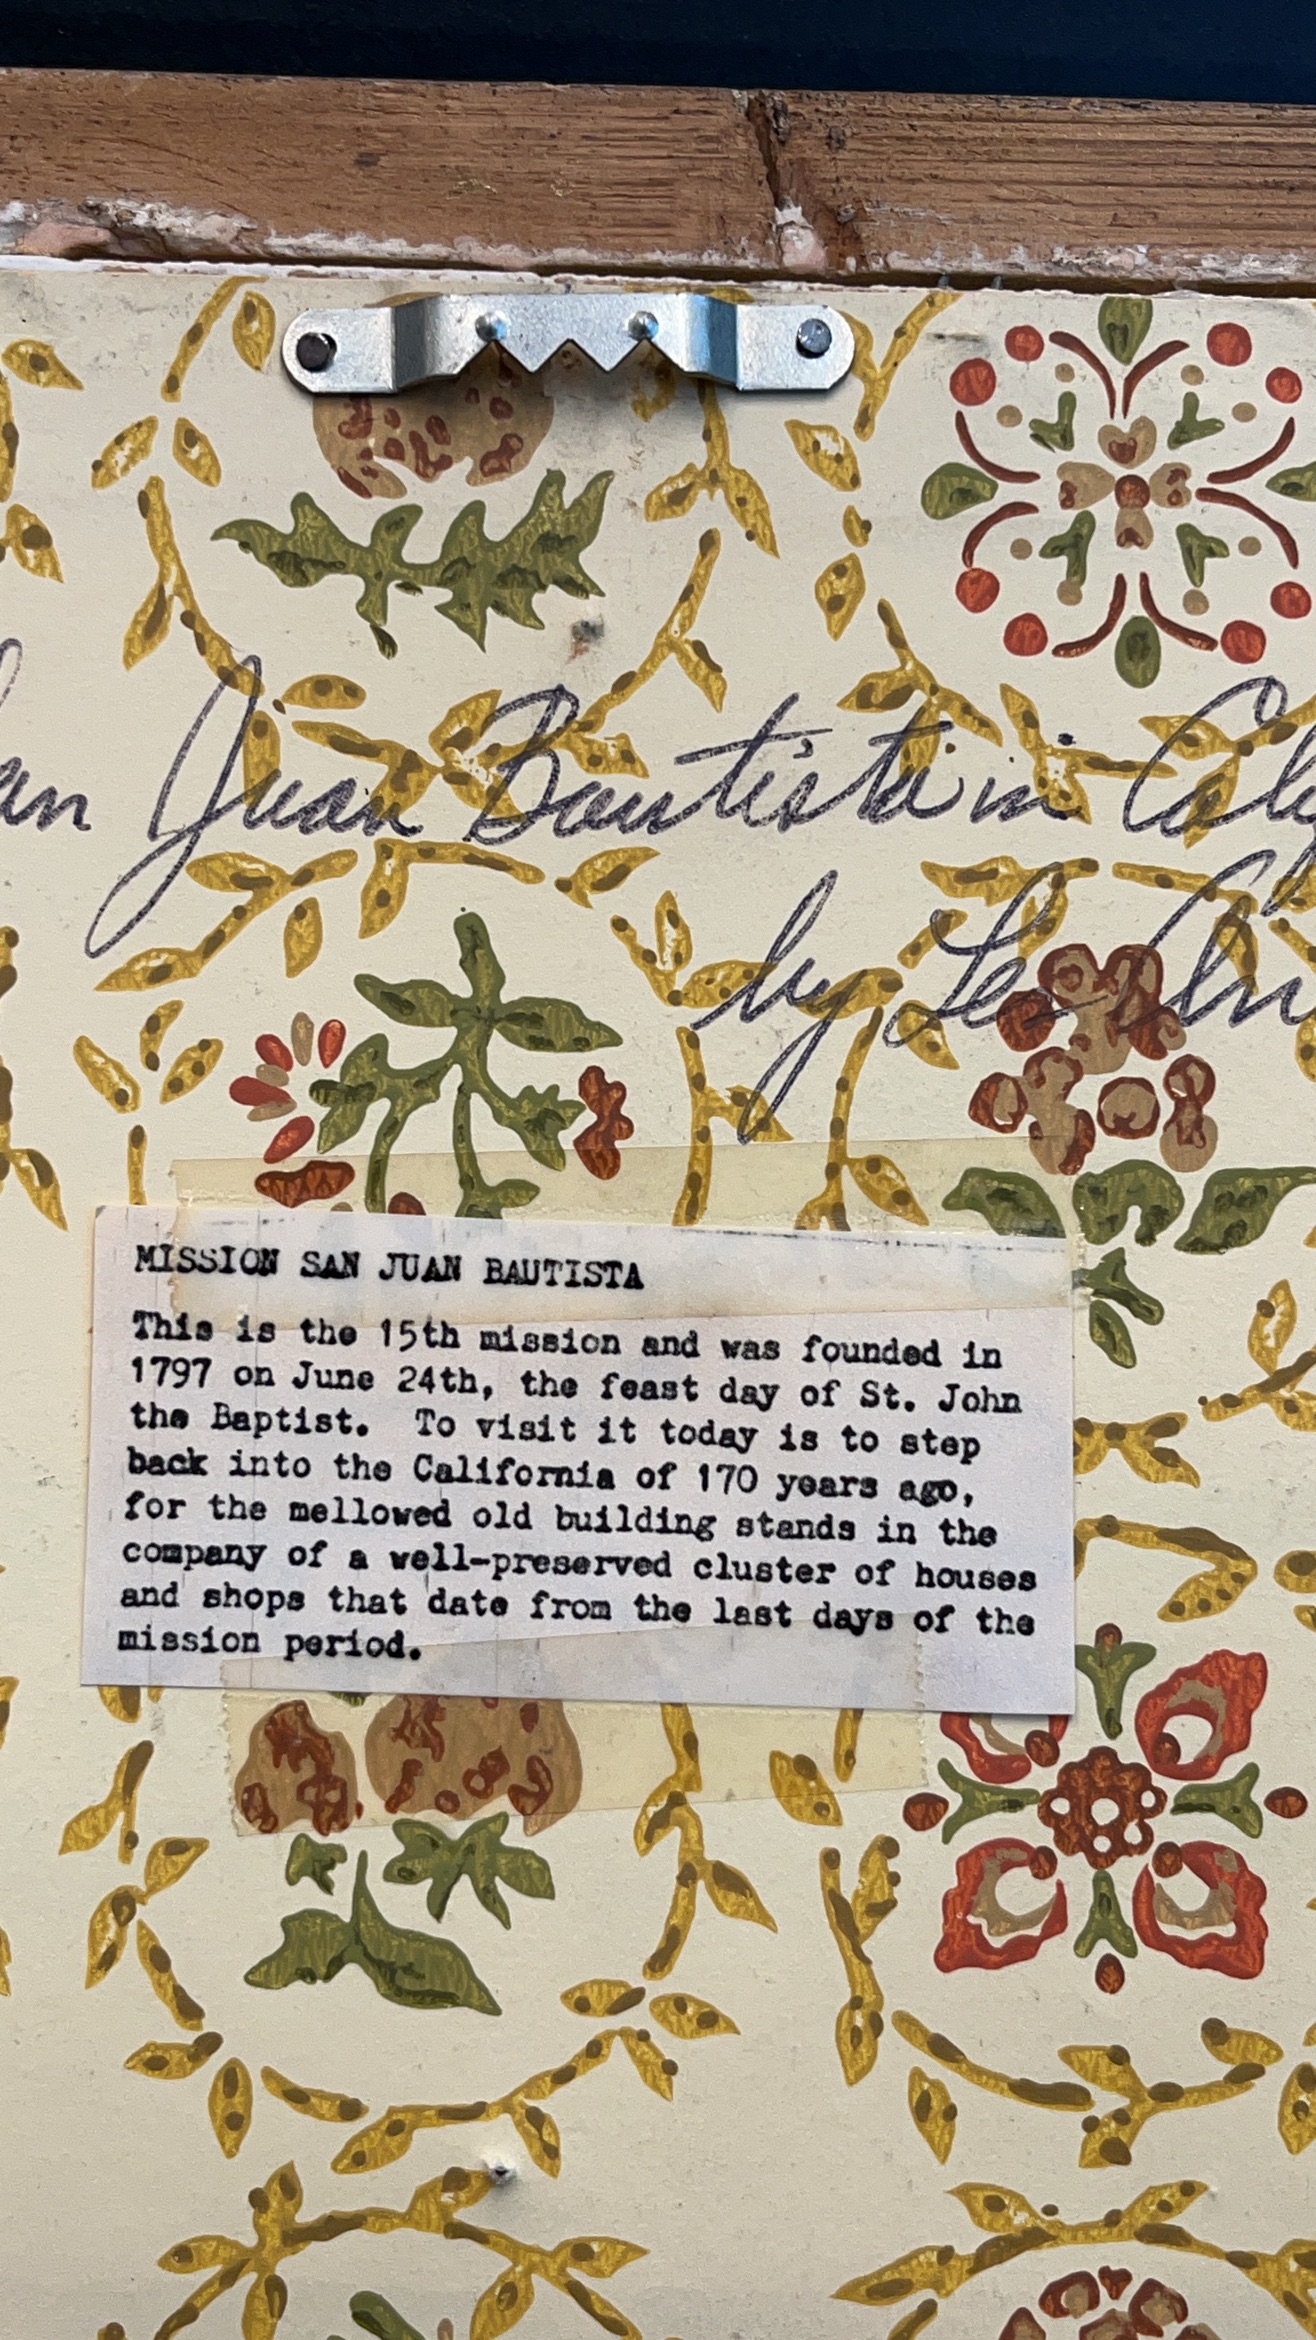 an Juan Bautista in Calif
by Le
MISSION SAN JUAN BAUTISTA
This is the 15th mission and was founded in
1797 on June 24th, the feast day of St. John
the Baptist. To visit it today is to step
back into the California of 170 years ago,
for the mellowed old building stands in the
company of a well-preserved cluster of houses
and shops that date from the last days of the
mission period.